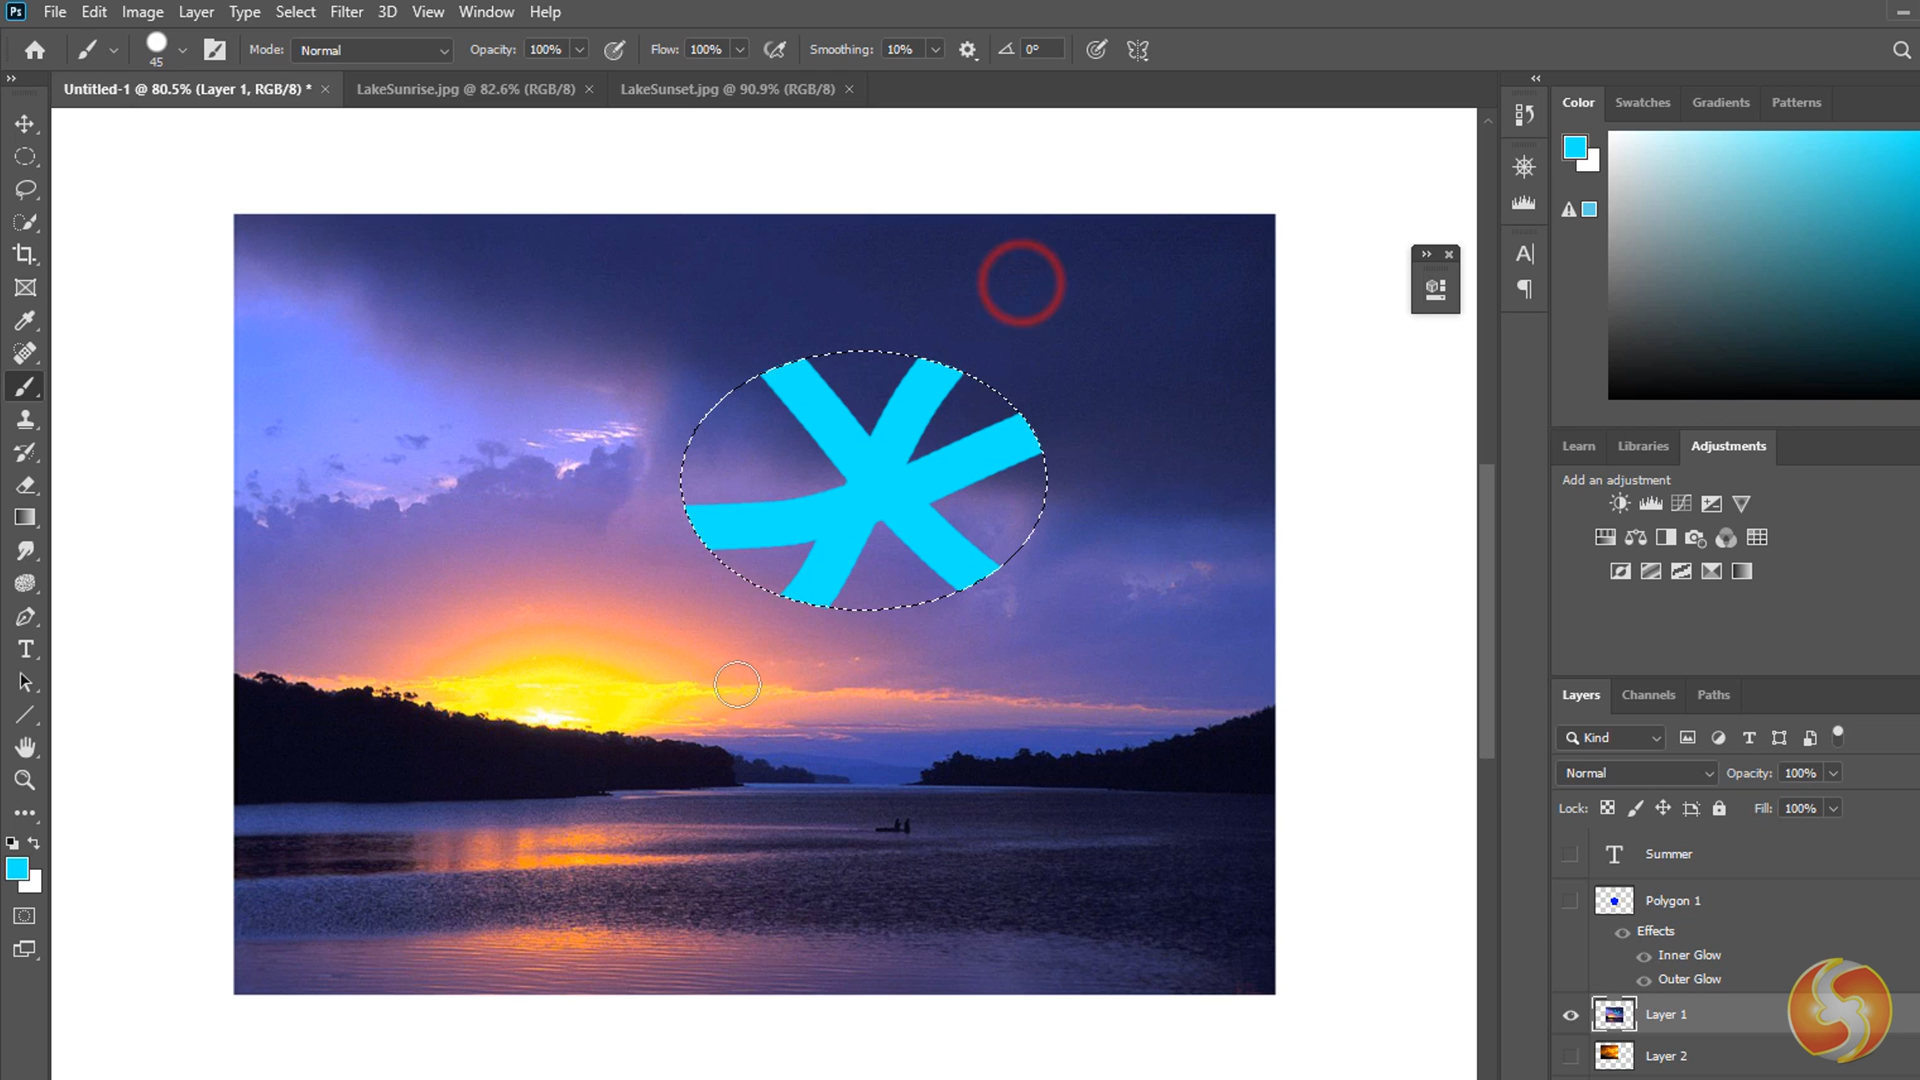 Ps File Edit Image Layer Type Select Filter 3D View Window Help
45 Mode: Normal Opacity: 100% Flow: 100% Smoothing: 10% 0°
Untitled-1 @ 80.5% (Layer 1, RGB/8) * × LakeSunrise.jpg @ 82.6% (RGB/8) × LakeSunset.jpg @ 90.9% (RGB/8) ×
Color Swatches Gradients Patterns
Learn Libraries Adjustments
Add an adjustment
Layers Channels Paths
Kind
Normal Opacity: 100%
Lock: Fill: 100%
Summer
Polygon 1
Effects
Inner Glow
Outer Glow
Layer 1
Layer 2